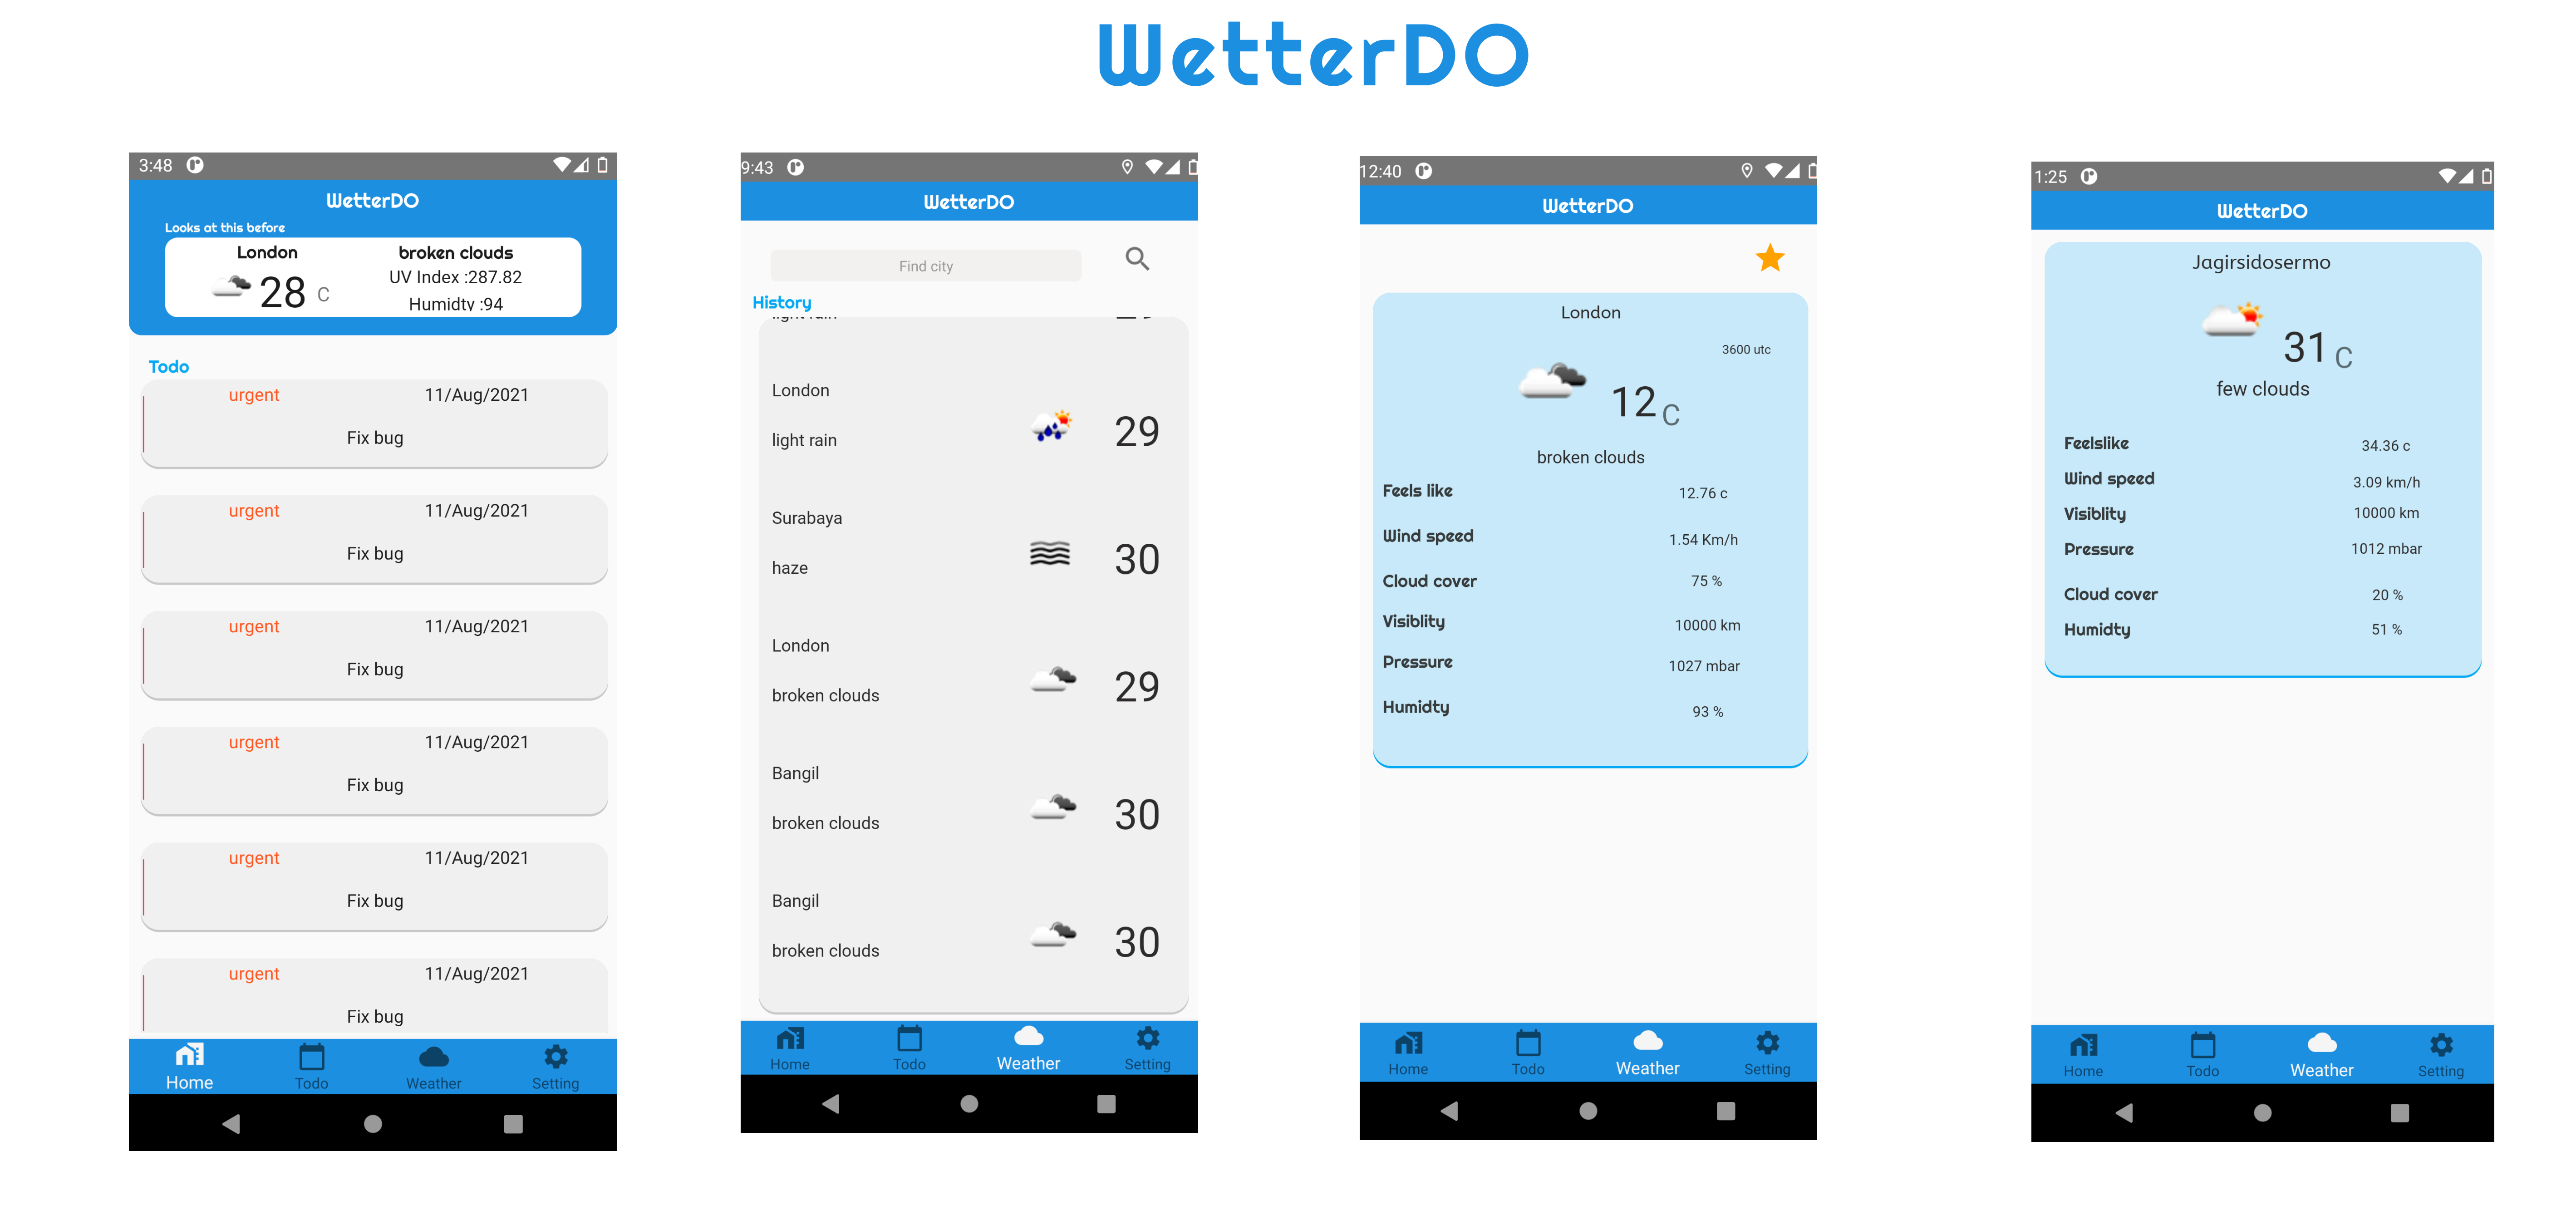 WetterDO
3:48
WetterDO
Looks at this before
London
broken clouds
28 C
UV Index :287.82
Humidty :94
Todo
urgent 11/Aug/2021
Fix bug
urgent 11/Aug/2021
Fix bug
urgent 11/Aug/2021
Fix bug
urgent 11/Aug/2021
Fix bug
urgent 11/Aug/2021
Fix bug
urgent 11/Aug/2021
Fix bug
Home Todo Weather Setting
9:43
WetterDO
Find city
History
light rain
London
light rain 29
Surabaya
haze 30
London
broken clouds 29
Bangil
broken clouds 30
Bangil
broken clouds 30
Home Todo Weather Setting
12:40
WetterDO
London
3600 utc
12 C
broken clouds
Feels like 12.76 c
Wind speed 1.54 Km/h
Cloud cover 75 %
Visiblity 10000 km
Pressure 1027 mbar
Humidty 93 %
Home Todo Weather Setting
1:25
WetterDO
Jagirsidosermo
31 C
few clouds
Feelslike 34.36 c
Wind speed 3.09 km/h
Visiblity 10000 km
Pressure 1012 mbar
Cloud cover 20 %
Humidty 51 %
Home Todo Weather Setting